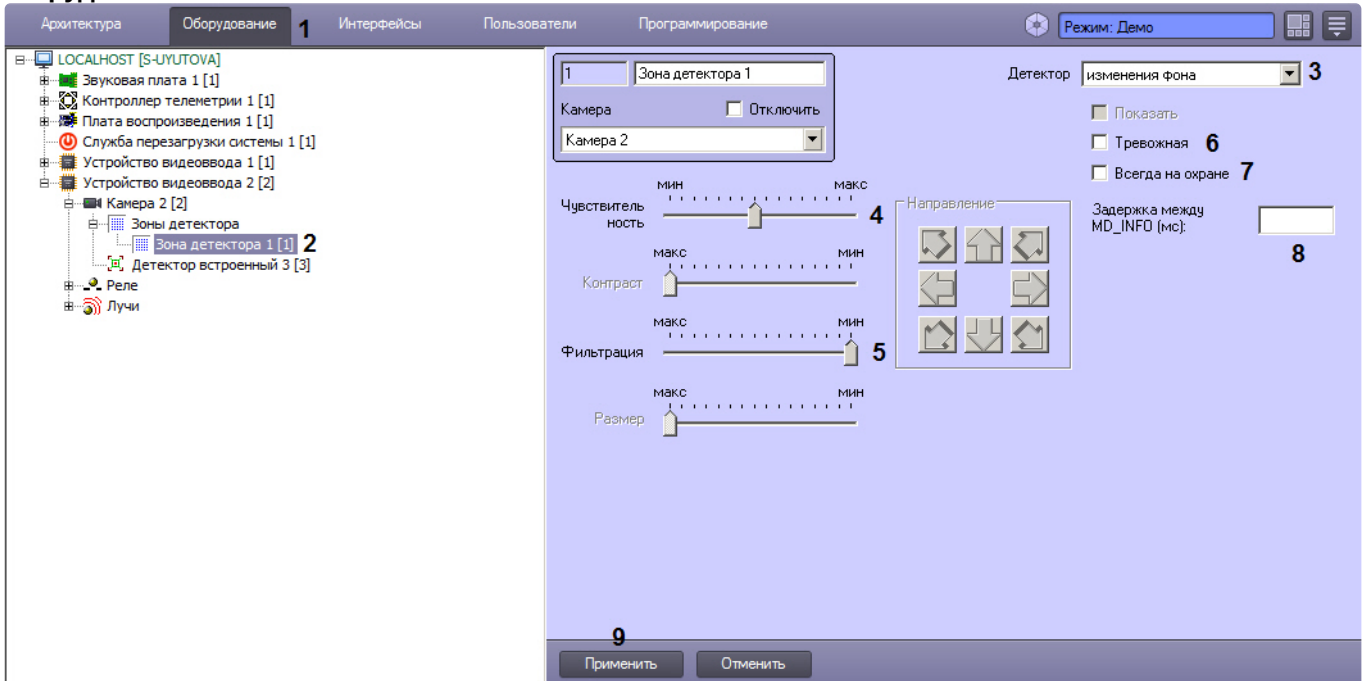 Архитектура Оборудование 1 Интерфейсы Пользователи Программирование Режим: Демо
LOCALHOST [S-UYUTOVA]
Звуковая плата 1 [1]
Контроллер телеметрии 1 [1]
Плата воспроизведения 1 [1]
Служба перезагрузки системы 1 [1]
Устройство видеоввода 1 [1]
Устройство видеоввода 2 [2]
Камера 2 [2]
Зоны детектора
Зона детектора 1 [1] 2
Детектор встроенный 3 [3]
Реле
Лучи
1 Зона детектора 1
Камера Отключить
Камера 2
Детектор изменения фона 3
Показать
Тревожная 6
Всегда на охране 7
Задержка между
MD_INFO (мс):
8
мин макс
Чувствитель
ность 4
макс мин
Контраст
макс мин
Фильтрация 5
макс мин
Размер
Направление
9
Применить Отменить